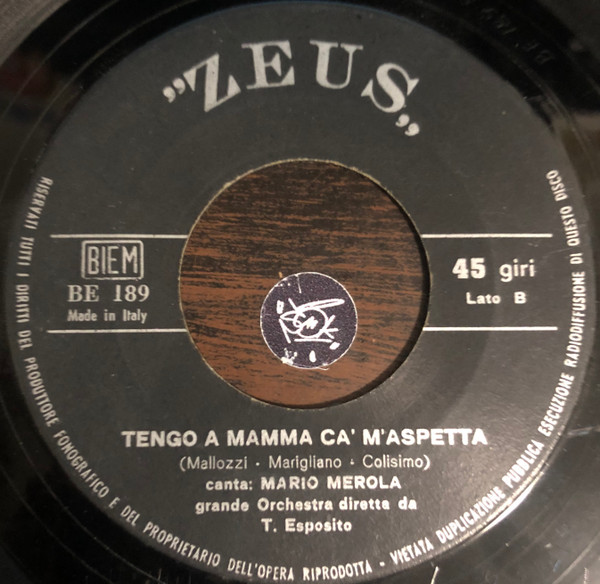 „ZEUS„
BIEM
BE 189
Made in Italy
45 giri
Lato B
TENGO A MAMMA CA' M'ASPETTA
(Mallozzi - Marigliano - Colisimo)
canta: MARIO MEROLA
grande Orchestra diretta da
T. Esposito
RISERVATI TUTTI I DIRITTI DEL PRODUTTORE FONOGRAFICO E DEL PROPRIETARIO DELL'OPERA RIPRODOTTA - VIETATA DUPLICAZIONE PUBBLICA ESECUZIONE RADIODIFFUSIONE DI QUESTO DISCO